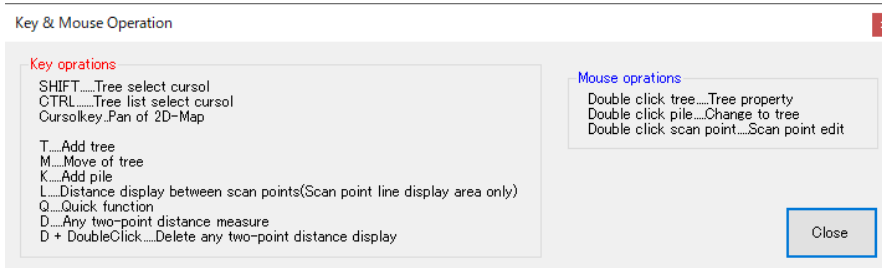 Key & Mouse Operation
Key oprations
SHIFT.....Tree select cursol
CTRL.....Tree list select cursol
Cursolkey..Pan of 2D-Map
T.....Add tree
M.....Move of tree
K.....Add pile
L.....Distance display between scan points(Scan point line display area only)
Q.....Quick function
D.....Any two-point distance measure
D + DoubleClick.....Delete any two-point distance display
Mouse oprations
Double click tree.....Tree property
Double click pile.....Change to tree
Double click scan point.....Scan point edit
Close